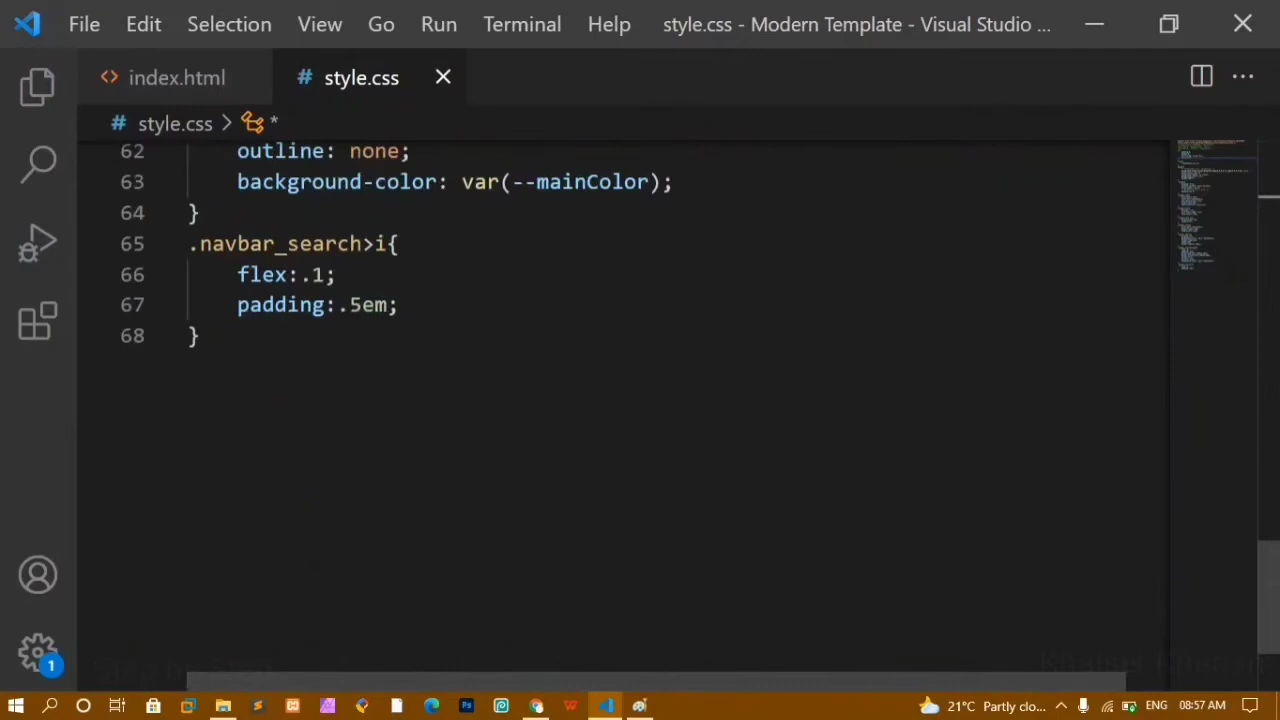 File Edit Selection View Go Run Terminal Help style.css - Modern Template - Visual Studio ...
index.html # style.css
# style.css > *
62 outline: none;
63 background-color: var(--mainColor);
64 }
65 .navbar_search>i{
66 flex:.1;
67 padding:.5em;
68 }
1
21°C Partly clo... ENG 08:57 AM